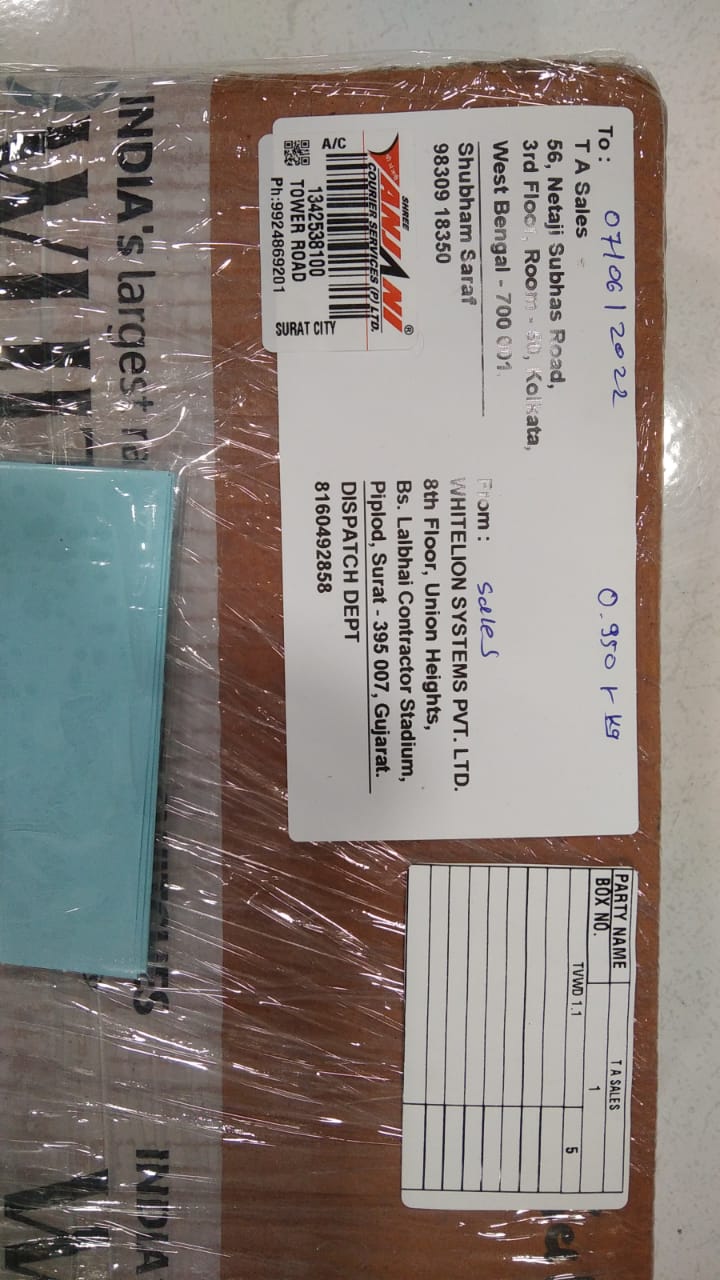 To :
07/06/2022
T A Sales
56, Netaji Subhas Road,
3rd Floor, Room - 50, Kolkata,
West Bengal - 700 001.
Shubham Saraf
98309 18350
0.950 kg
From :
Sales
WHITELION SYSTEMS PVT. LTD.
8th Floor, Union Heights,
Bs. Lalbhai Contractor Stadium,
Piplod, Surat - 395 007, Gujarat.
DISPATCH DEPT
8160492858
SHREE
ANJANI
®
COURIER SERVICES (P) LTD.
A/C
1342538100
TOWER ROAD
Ph:9924869201
SURAT CITY
PARTY NAME T A SALES
BOX NO. 1
TVWD 1.1 5
INDIA's largest
INDIA